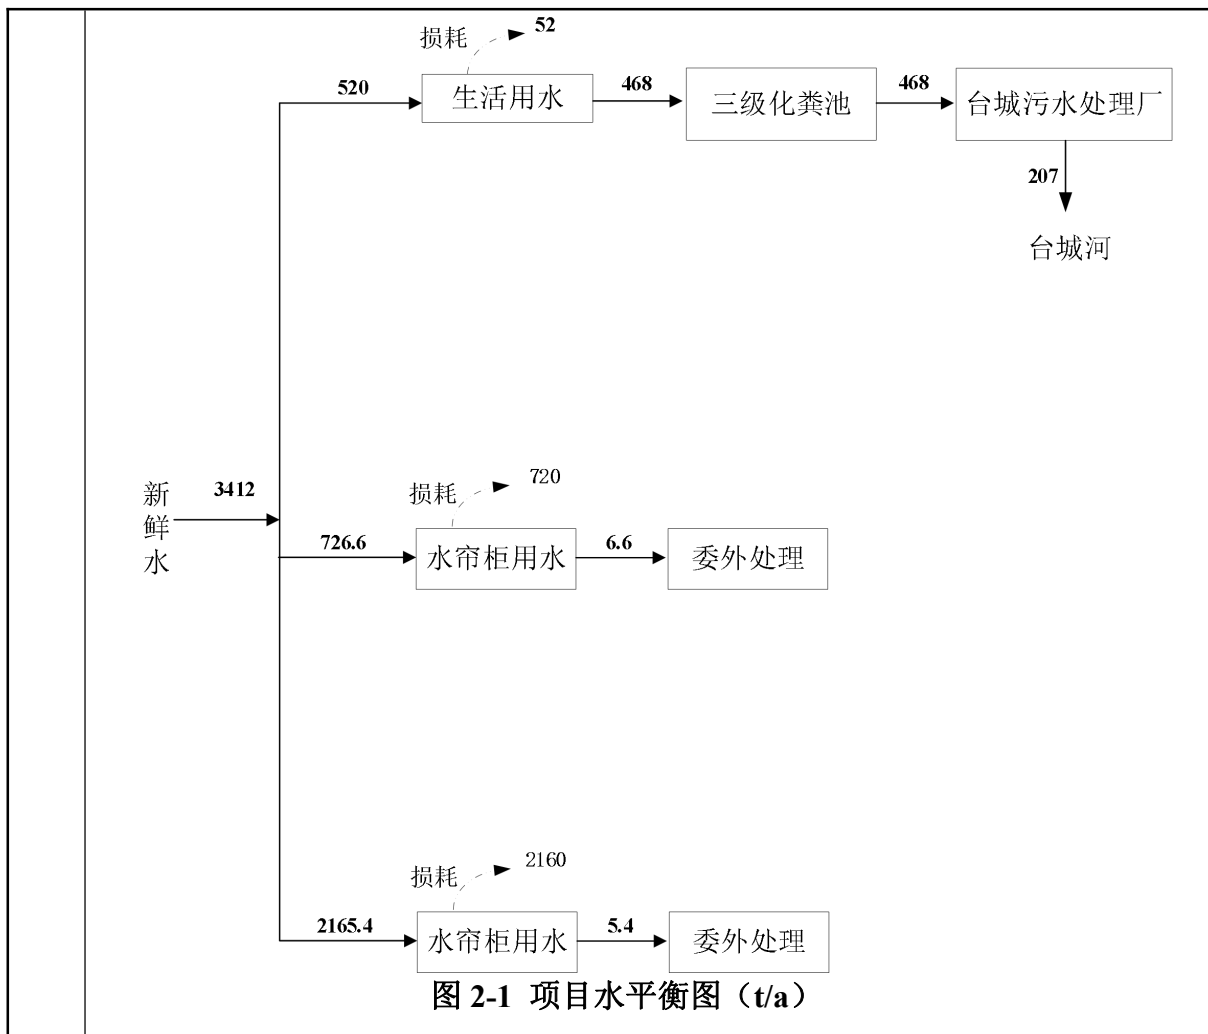 损耗 52
520 生活用水 468 三级化粪池 468 台城污水处理厂
207
台城河
新鲜水 3412
损耗 720
726.6 水帘柜用水 6.6 委外处理
损耗 2160
2165.4 水帘柜用水 5.4 委外处理
图 2-1 项目水平衡图（t/a）